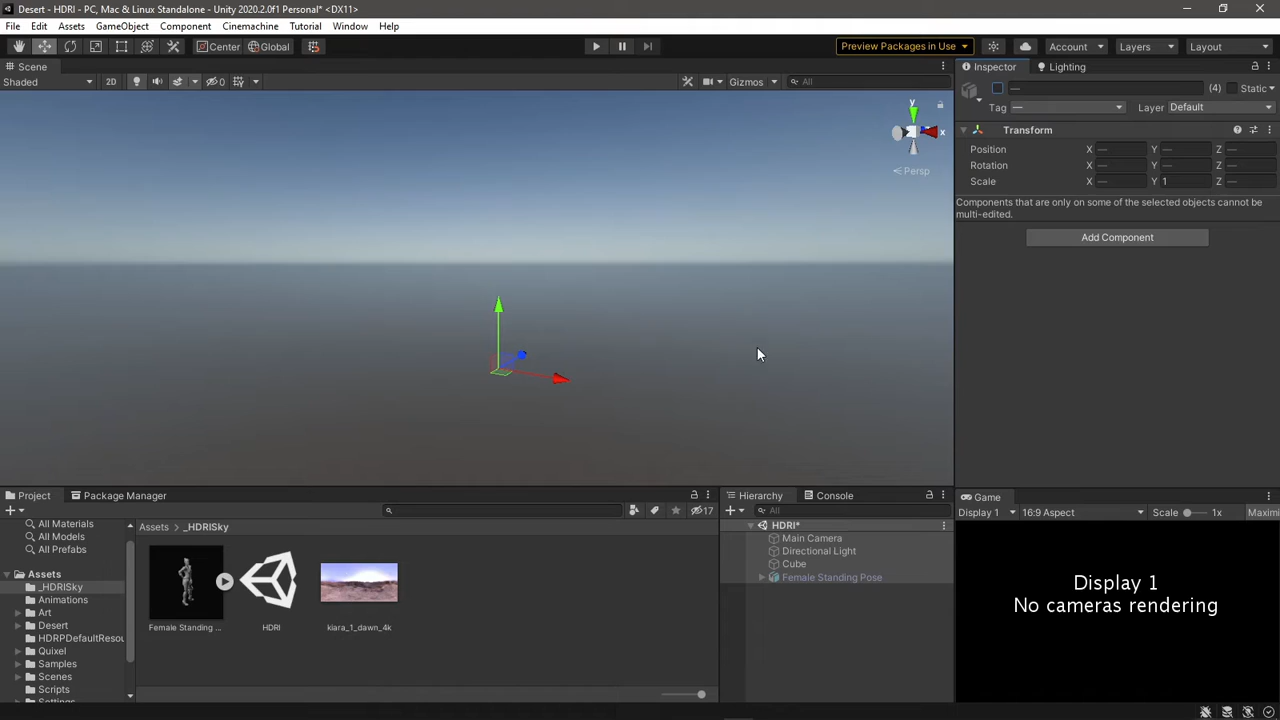 Desert - HDRI - PC, Mac & Linux Standalone - Unity 2020.2.0f1 Personal* <DX11>
File Edit Assets GameObject Component Cinemachine Tutorial Window Help
Center Global Preview Packages in Use Account Layers Layout
Scene
Shaded 2D 0 Gizmos All
y
x
Persp
Inspector Lighting
— (4) Static
Tag — Layer Default
Transform
Position X — Y — Z —
Rotation X — Y — Z —
Scale X — Y 1 Z —
Components that are only on some of the selected objects cannot be
multi-edited.
Add Component
Project Package Manager
17
All Materials
All Models
All Prefabs
Assets
_HDRISky
Animations
Art
Desert
HDRPDefaultResou
Quixel
Samples
Scenes
Scripts
Settings
Assets > _HDRISky
Female Standing ...
HDRI
kiara_1_dawn_4k
Hierarchy Console
All
HDRI*
Main Camera
Directional Light
Cube
Female Standing Pose
Game
Display 1 16:9 Aspect Scale 1x Maximi
Display 1
No cameras rendering